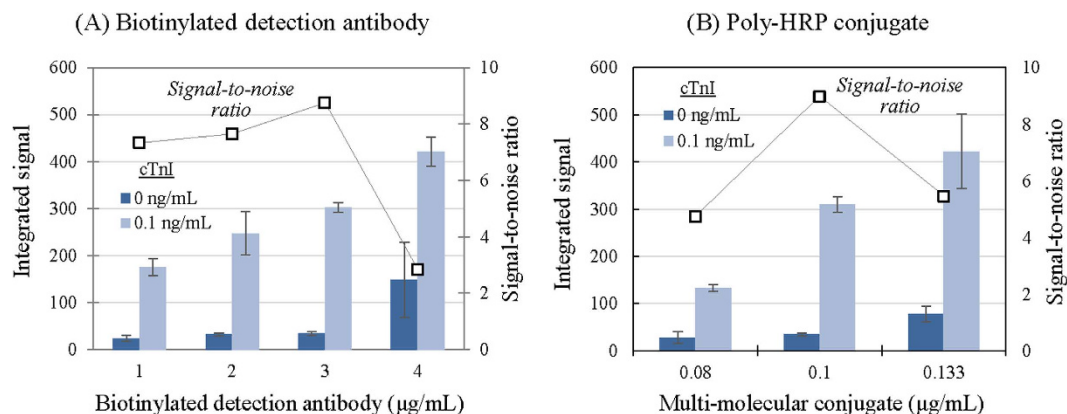 (A) Biotinylated detection antibody
600
500
400
300
200
100
0
Integrated signal
10
8
6
4
2
0
Signal-to-noise ratio
Signal-to-noise
ratio
cTnI
0 ng/mL
0.1 ng/mL
1 2 3 4
Biotinylated detection antibody (µg/mL)
(B) Poly-HRP conjugate
600
500
400
300
200
100
0
Integrated signal
10
8
6
4
2
0
Signal-to-noise ratio
cTnI
0 ng/mL
0.1 ng/mL
Signal-to-noise
ratio
0.08 0.1 0.133
Multi-molecular conjugate (µg/mL)